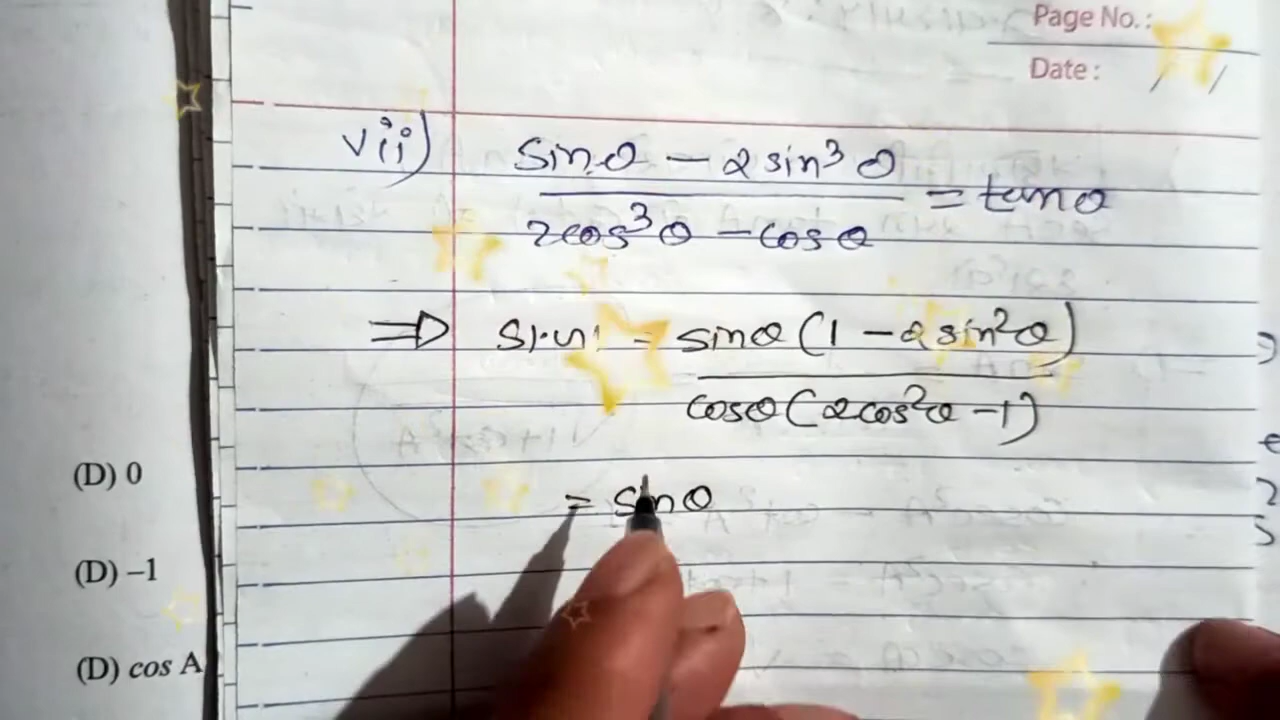 Page No.:
Date: / /
vii) sinθ - 2sin³θ / 2cos³θ - cosθ = tanθ
⇒ = sinθ(1 - 2sin²θ) / cosθ(2cos²θ - 1)
= sinθ
(D) 0
(D) –1
(D) cos A